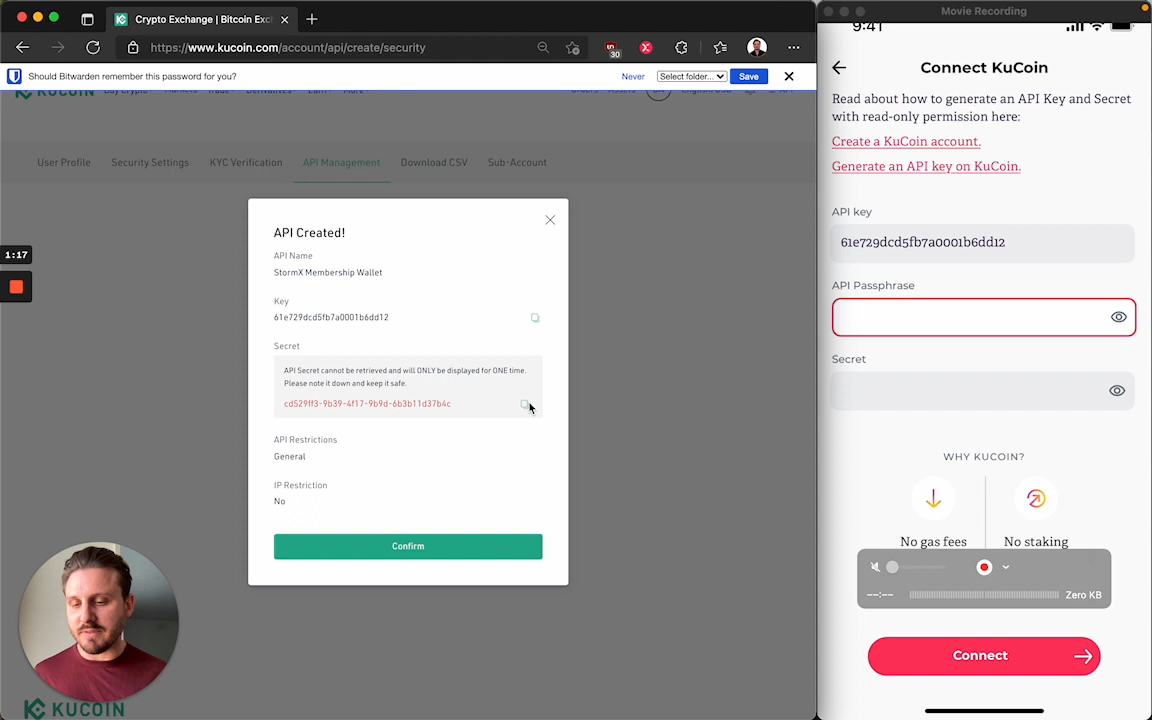 Crypto Exchange | Bitcoin Exc
https://www.kucoin.com/account/api/create/security
30
Should Bitwarden remember this password for you?
Never
Select folder...
Save
KUCOIN
User Profile
Security Settings
KYC Verification
API Management
Download CSV
Sub-Account
1:17
API Created!
API Name
StormX Membership Wallet
Key
61e729dcd5fb7a0001b6dd12
Secret
API Secret cannot be retrieved and will ONLY be displayed for ONE time.
Please note it down and keep it safe.
cd529ff3-9b39-4f17-9b9d-6b3b11d37b4c
API Restrictions
General
IP Restriction
No
Confirm
KUCOIN
Movie Recording
9:41
Connect KuCoin
Read about how to generate an API Key and Secret
with read-only permission here:
Create a KuCoin account.
Generate an API key on KuCoin.
API key
61e729dcd5fb7a0001b6dd12
API Passphrase
Secret
WHY KUCOIN?
No gas fees
No staking
--:--
Zero KB
Connect